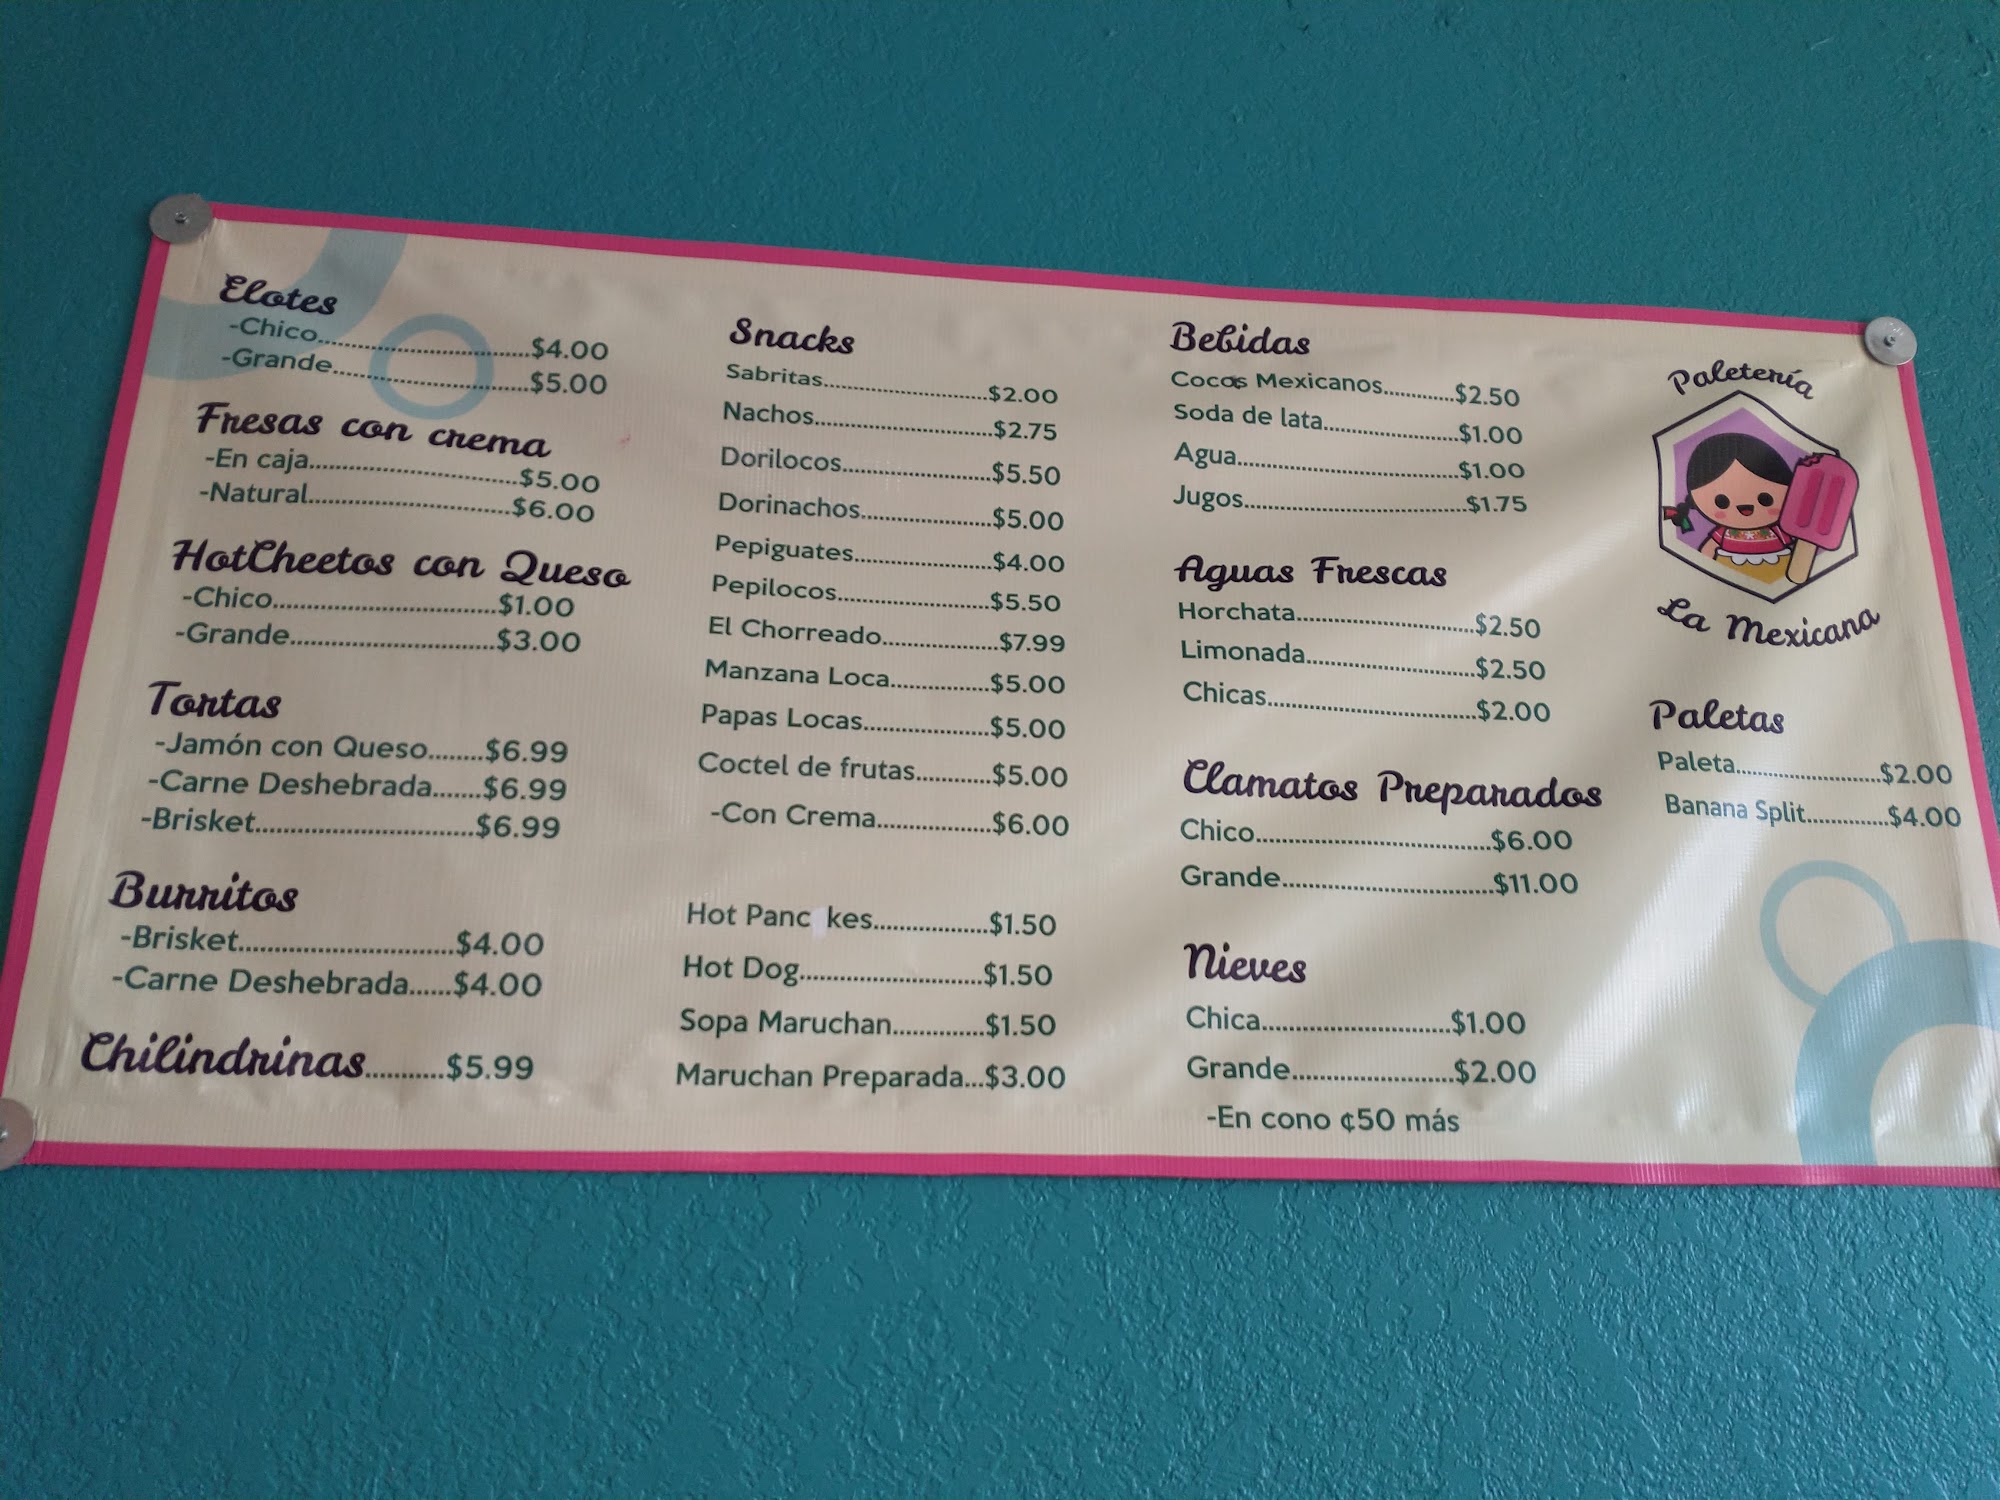 Elotes
-Chico..........$4.00
-Grande..........$5.00
Fresas con crema
-En caja..........$5.00
-Natural..........$6.00
HotCheetos con Queso
-Chico..........$1.00
-Grande..........$3.00
Tortas
-Jamón con Queso........$6.99
-Carne Deshebrada.......$6.99
-Brisket..........$6.99
Burritos
-Brisket..........$4.00
-Carne Deshebrada......$4.00
Chilindrinas...........$5.99
Snacks
Sabritas..........$2.00
Nachos..........$2.75
Dorilocos..........$5.50
Dorinachos..........$5.00
Pepiguates..........$4.00
Pepilocos..........$5.50
El Chorreado..........$7.99
Manzana Loca..........$5.00
Papas Locas..........$5.00
Coctel de frutas..........$5.00
-Con Crema..........$6.00
Hot Panc kes..........$1.50
Hot Dog..........$1.50
Sopa Maruchan..........$1.50
Maruchan Preparada...$3.00
Bebidas
Cocas Mexicanos..........$2.50
Soda de lata..........$1.00
Agua..........$1.00
Jugos..........$1.75
Aguas Frescas
Horchata..........$2.50
Limonada..........$2.50
Chicas..........$2.00
Clamatos Preparados
Chico..........$6.00
Grande..........$11.00
Nieves
Chica..........$1.00
Grande..........$2.00
-En cono ¢50 más
Paletería
La Mexicana
Paletas
Paleta..........$2.00
Banana Split..........$4.00